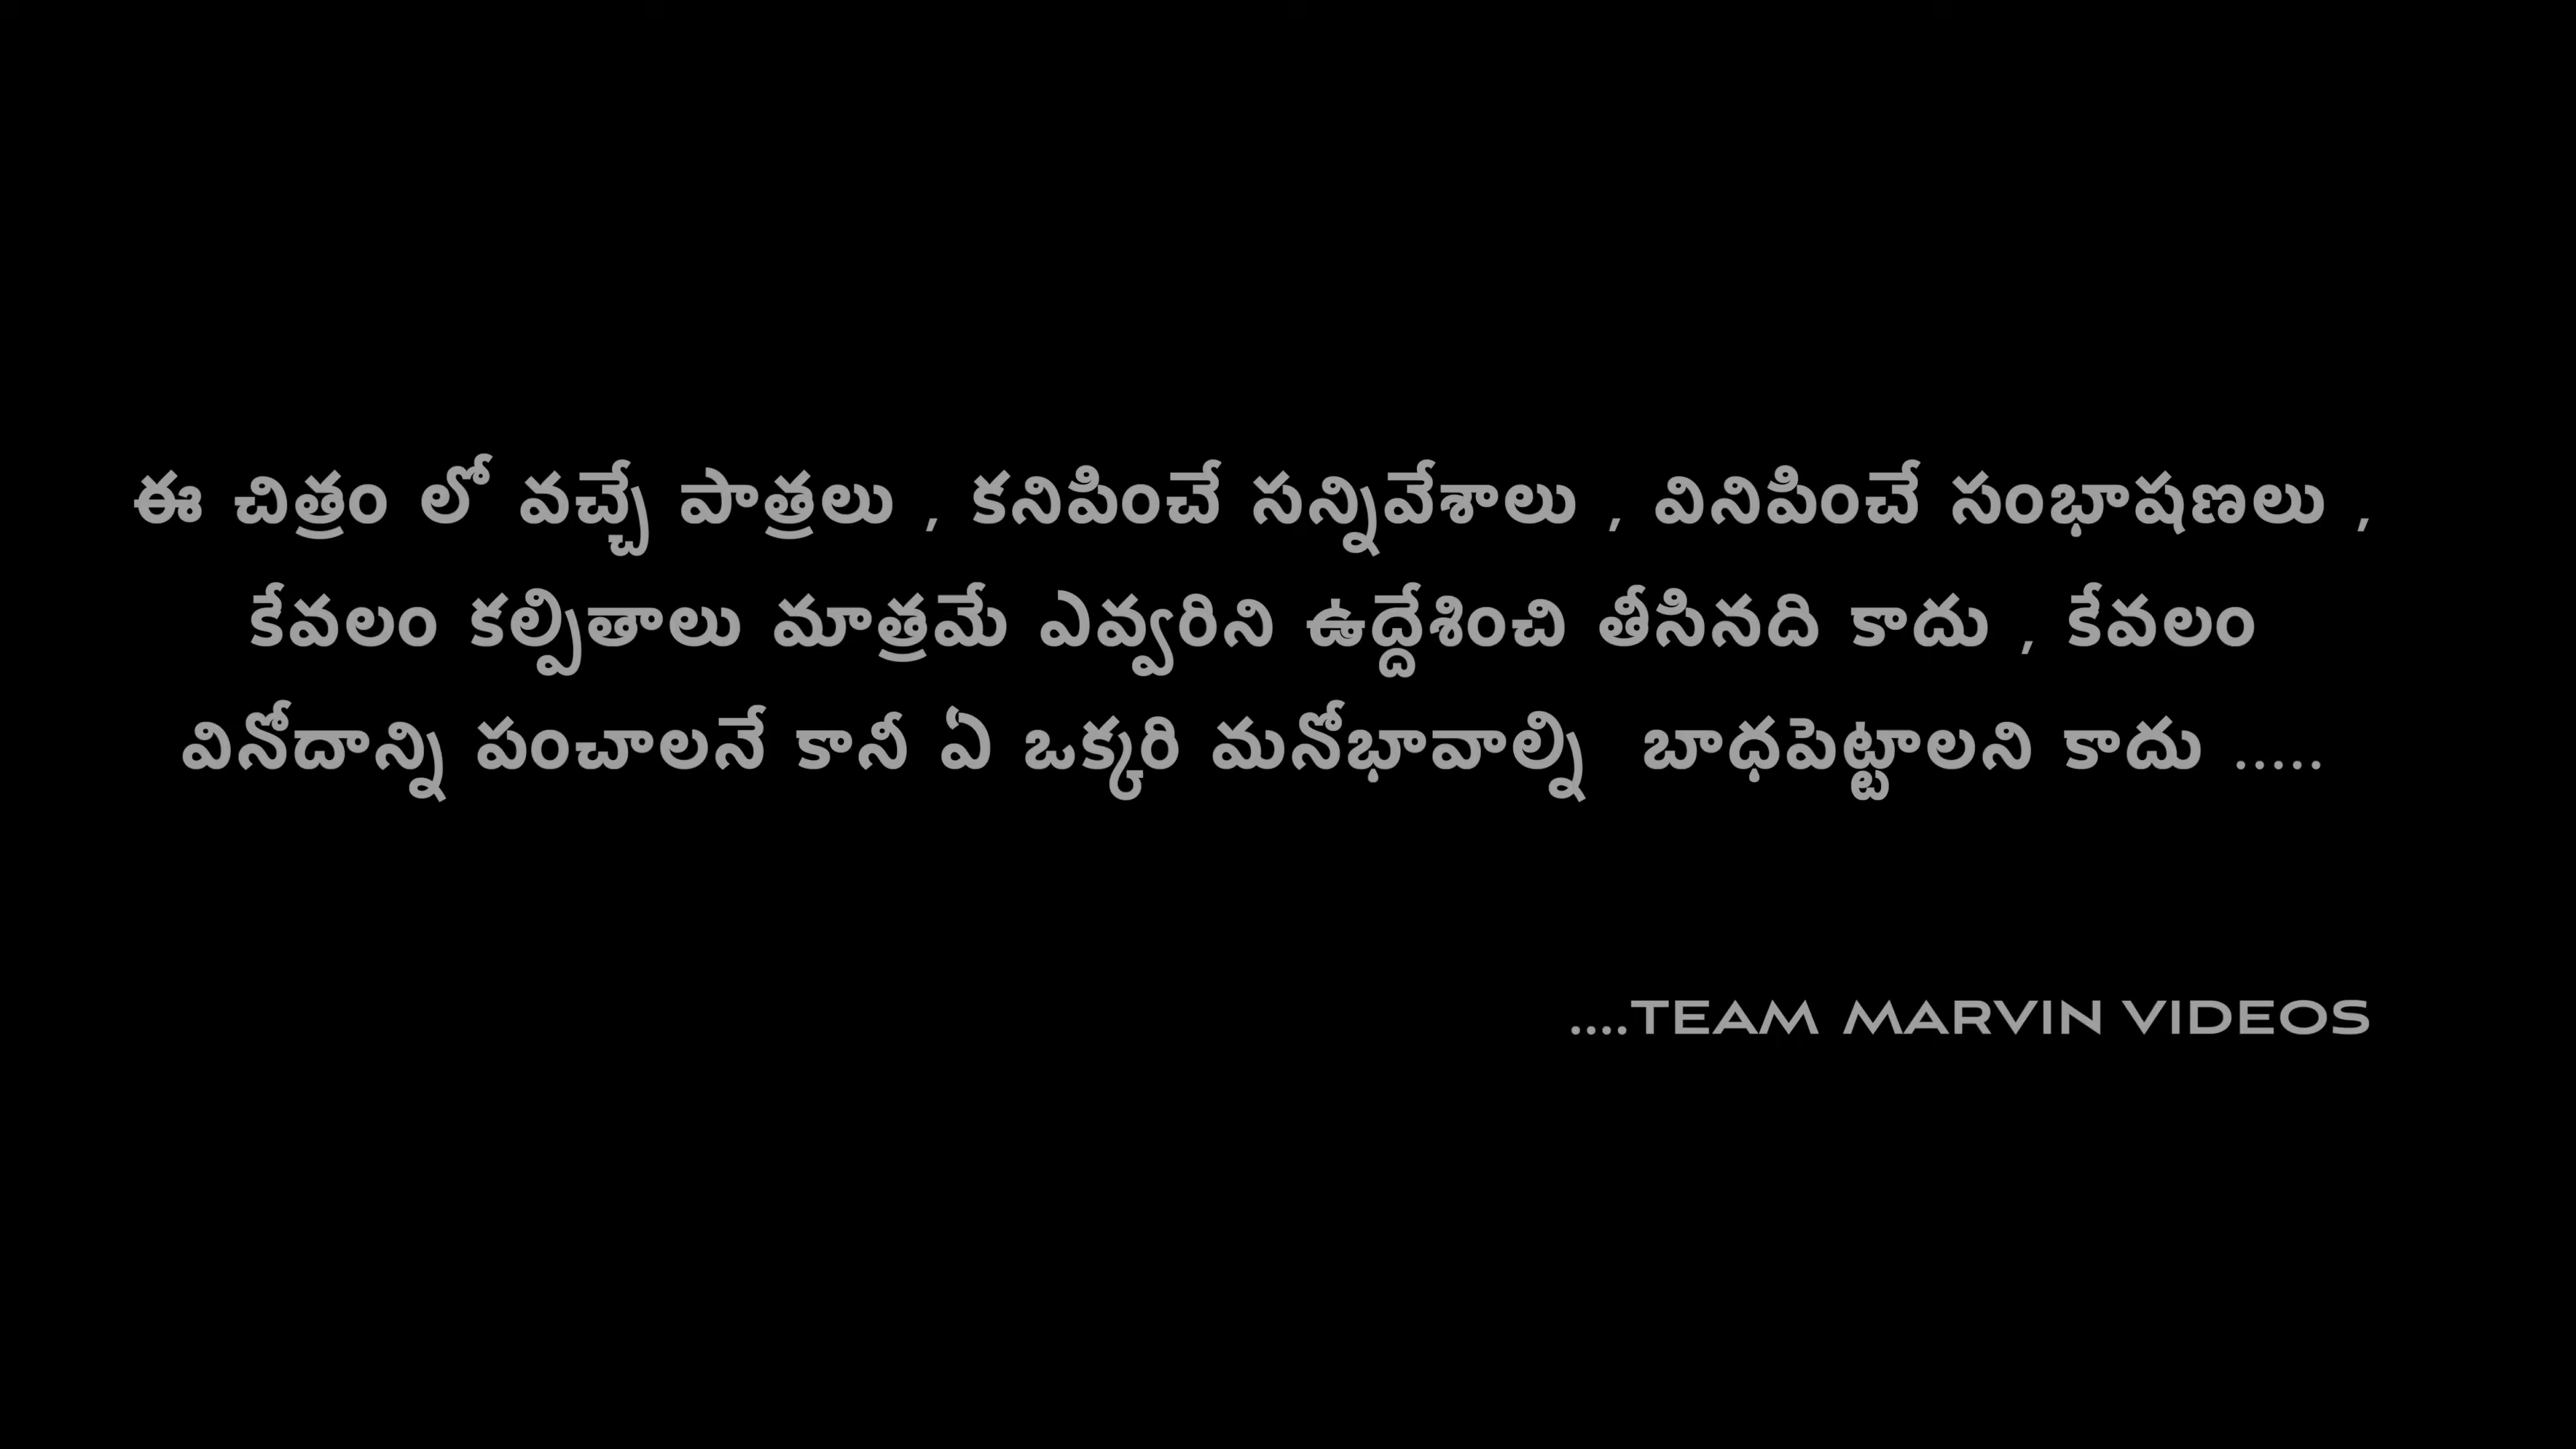 ఈ చిత్రం లో వచ్చే పాత్రలు , కనిపించే సన్నివేశాలు , వినిపించే సంభాషణలు ,
కేవలం కల్పితాలు మాత్రమే ఎవ్వరిని ఉద్దేశించి తీసినది కాదు , కేవలం
వినోదాన్ని పంచాలనే కానీ ఏ ఒక్కరి మనోభావాల్ని బాధపెట్టాలని కాదు .....
....TEAM MARVIN VIDEOS